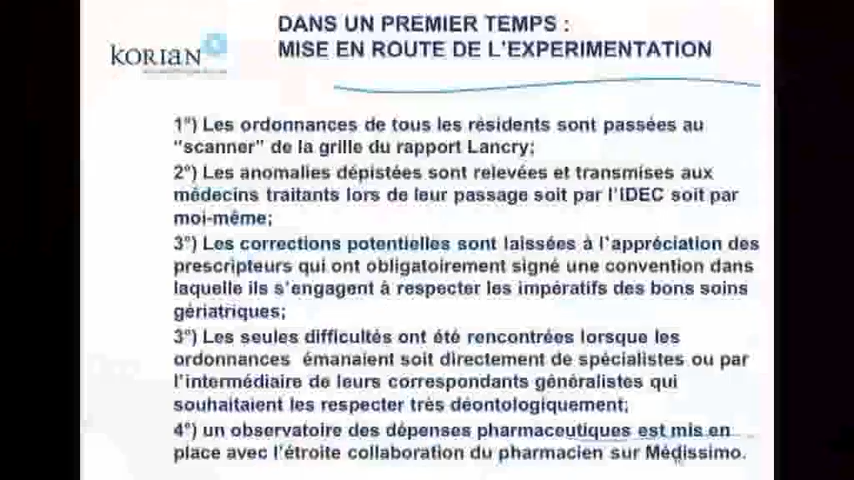 DANS UN PREMIER TEMPS :
MISE EN ROUTE DE L'EXPERIMENTATION
KORIAN
1°) Les ordonnances de tous les résidents sont passées au
"scanner" de la grille du rapport Lancry;
2°) Les anomalies dépistées sont relevées et transmises aux
médecins traitants lors de leur passage soit par l'IDEC soit par
moi-même;
3°) Les corrections potentielles sont laissées à l'appréciation des
prescripteurs qui ont obligatoirement signé une convention dans
laquelle ils s'engagent à respecter les impératifs des bons soins
gériatriques;
3°) Les seules difficultés ont été rencontrées lorsque les
ordonnances émanaient soit directement de spécialistes ou par
l'intermédiaire de leurs correspondants généralistes qui
souhaitaient les respecter très déontologiquement;
4°) un observatoire des dépenses pharmaceutiques est mis en
place avec l'étroite collaboration du pharmacien sur Médissimo.